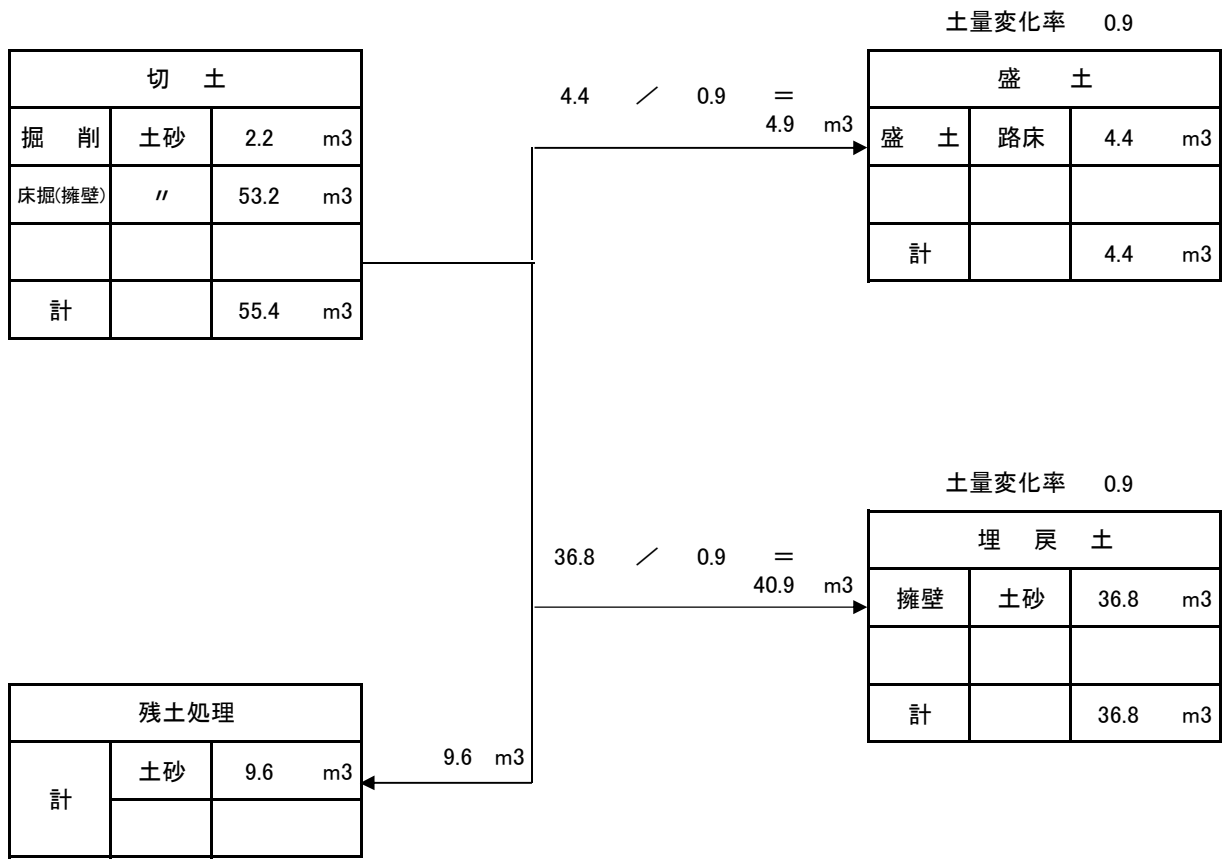 土量変化率 0.9
切 土
掘 削 土砂 2.2 m3
床掘(擁壁) 〃 53.2 m3
計 55.4 m3
4.4 ／ 0.9 ＝
4.9 m3
盛 土
盛 土 路床 4.4 m3
計 4.4 m3
土量変化率 0.9
36.8 ／ 0.9 ＝
40.9 m3
埋 戻 土
擁壁 土砂 36.8 m3
計 36.8 m3
残土処理
計 土砂 9.6 m3
9.6 m3